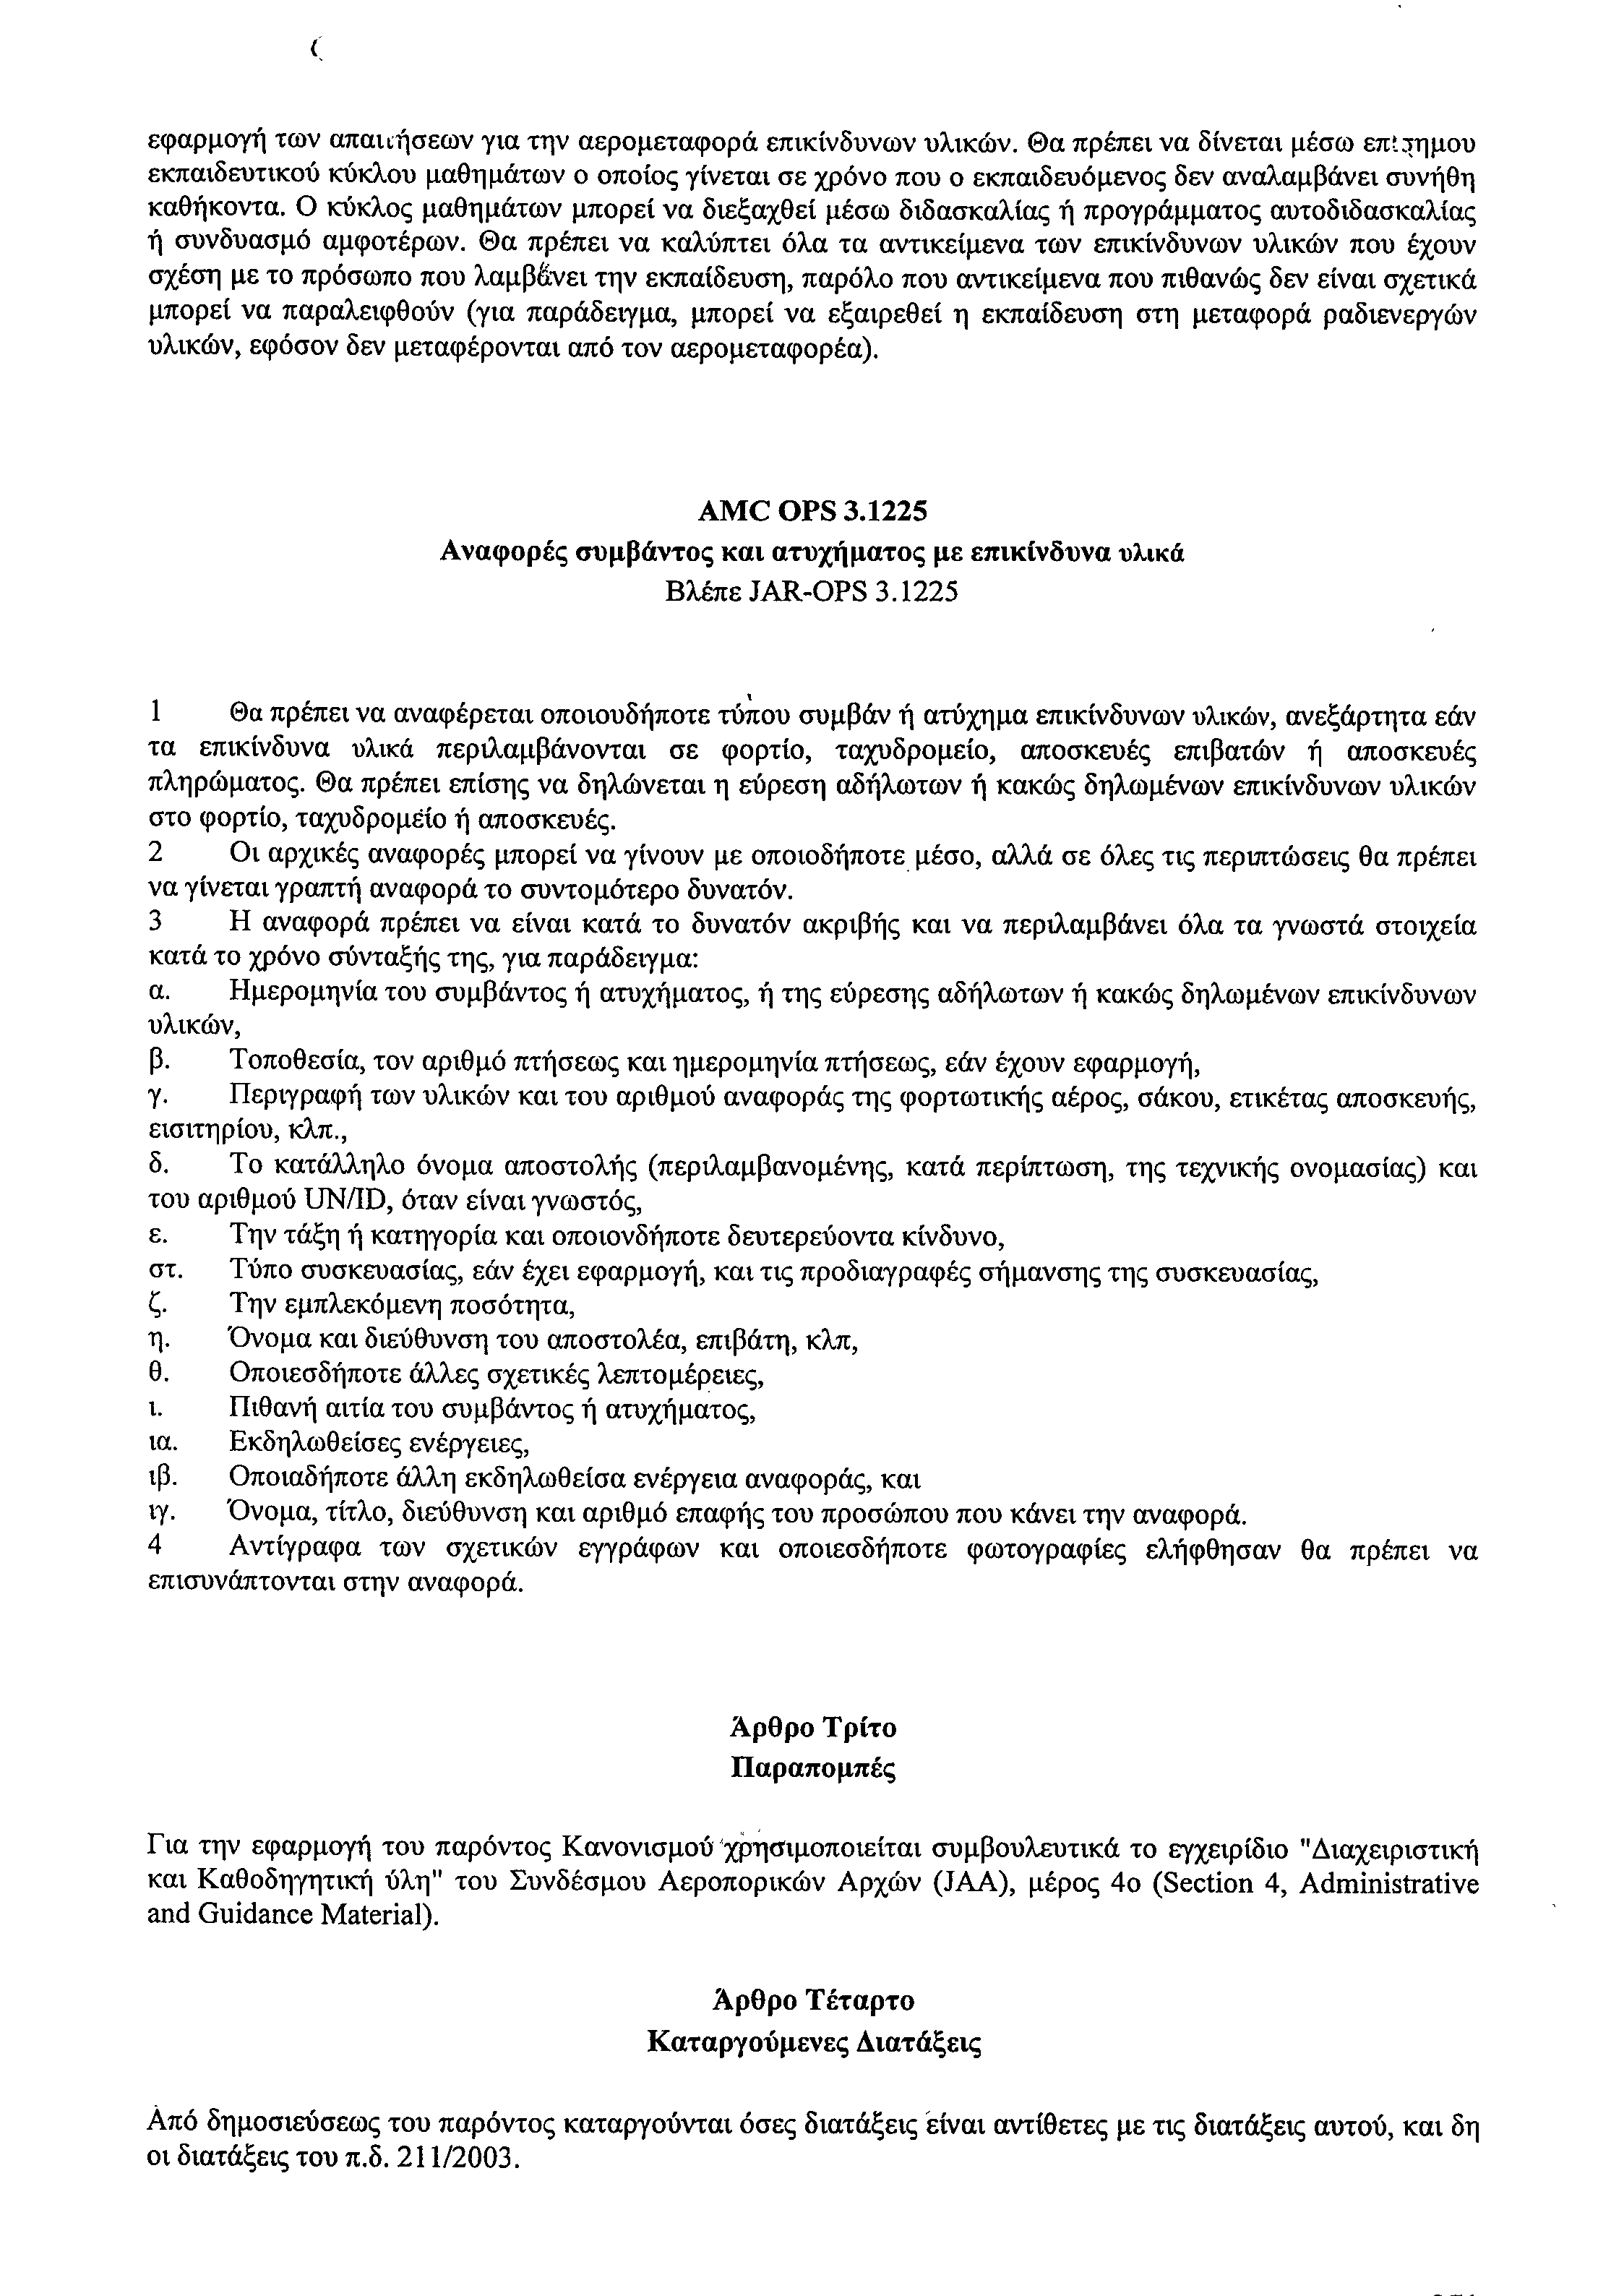 εφαρμογή των απαιτήσεων για την αερομεταφορά επικίνδυνων υλικών. Θα πρέπει να δίνεται μέσω επίσημου
εκπαιδευτικού κύκλου μαθημάτων ο οποίος γίνεται σε χρόνο που ο εκπαιδευόμενος δεν αναλαμβάνει συνήθη
καθήκοντα. Ο κύκλος μαθημάτων μπορεί να διεξαχθεί μέσω διδασκαλίας ή προγράμματος αυτοδιδασκαλίας
ή συνδυασμό αμφοτέρων. Θα πρέπει να καλύπτει όλα τα αντικείμενα των επικίνδυνων υλικών που έχουν
σχέση με το πρόσωπο που λαμβάνει την εκπαίδευση, παρόλο που αντικείμενα που πιθανώς δεν είναι σχετικά
μπορεί να παραλειφθούν (για παράδειγμα, μπορεί να εξαιρεθεί η εκπαίδευση στη μεταφορά ραδιενεργών
υλικών, εφόσον δεν μεταφέρονται από τον αερομεταφορέα).
AMC OPS 3.1225
Αναφορές συμβάντος και ατυχήματος με επικίνδυνα υλικά
Βλέπε JAR-OPS 3.1225
1 Θα πρέπει να αναφέρεται οποιουδήποτε τύπου συμβάν ή ατύχημα επικίνδυνων υλικών, ανεξάρτητα εάν
τα επικίνδυνα υλικά περιλαμβάνονται σε φορτίο, ταχυδρομείο, αποσκευές επιβατών ή αποσκευές
πληρώματος. Θα πρέπει επίσης να δηλώνεται η εύρεση αδήλωτων ή κακώς δηλωμένων επικίνδυνων υλικών
στο φορτίο, ταχυδρομείο ή αποσκευές.
2 Οι αρχικές αναφορές μπορεί να γίνουν με οποιοδήποτε μέσο, αλλά σε όλες τις περιπτώσεις θα πρέπει
να γίνεται γραπτή αναφορά το συντομότερο δυνατόν.
3 Η αναφορά πρέπει να είναι κατά το δυνατόν ακριβής και να περιλαμβάνει όλα τα γνωστά στοιχεία
κατά το χρόνο σύνταξής της, για παράδειγμα:
α. Ημερομηνία του συμβάντος ή ατυχήματος, ή της εύρεσης αδήλωτων ή κακώς δηλωμένων επικίνδυνων
υλικών,
β. Τοποθεσία, τον αριθμό πτήσεως και ημερομηνία πτήσεως, εάν έχουν εφαρμογή,
γ. Περιγραφή των υλικών και του αριθμού αναφοράς της φορτωτικής αέρος, σάκου, ετικέτας αποσκευής,
εισιτηρίου, κλπ.,
δ. Το κατάλληλο όνομα αποστολής (περιλαμβανομένης, κατά περίπτωση, της τεχνικής ονομασίας) και
του αριθμού UN/ID, όταν είναι γνωστός,
ε. Την τάξη ή κατηγορία και οποιονδήποτε δευτερεύοντα κίνδυνο,
στ. Τύπο συσκευασίας, εάν έχει εφαρμογή, και τις προδιαγραφές σήμανσης της συσκευασίας,
ζ. Την εμπλεκόμενη ποσότητα,
η. Όνομα και διεύθυνση του αποστολέα, επιβάτη, κλπ,
θ. Οποιεσδήποτε άλλες σχετικές λεπτομέρειες,
ι. Πιθανή αιτία του συμβάντος ή ατυχήματος,
ια. Εκδηλωθείσες ενέργειες,
ιβ. Οποιαδήποτε άλλη εκδηλωθείσα ενέργεια αναφοράς, και
ιγ. Όνομα, τίτλο, διεύθυνση και αριθμό επαφής του προσώπου που κάνει την αναφορά.
4 Αντίγραφα των σχετικών εγγράφων και οποιεσδήποτε φωτογραφίες ελήφθησαν θα πρέπει να
επισυνάπτονται στην αναφορά.
Άρθρο Τρίτο
Παραπομπές
Για την εφαρμογή του παρόντος Κανονισμού χρησιμοποιείται συμβουλευτικά το εγχειρίδιο "Διαχειριστική
και Καθοδηγητική ύλη" του Συνδέσμου Αεροπορικών Αρχών (JAA), μέρος 4ο (Section 4, Administrative
and Guidance Material).
Άρθρο Τέταρτο
Καταργούμενες Διατάξεις
Από δημοσιεύσεως του παρόντος καταργούνται όσες διατάξεις είναι αντίθετες με τις διατάξεις αυτού, και δη
οι διατάξεις του π.δ. 211/2003.